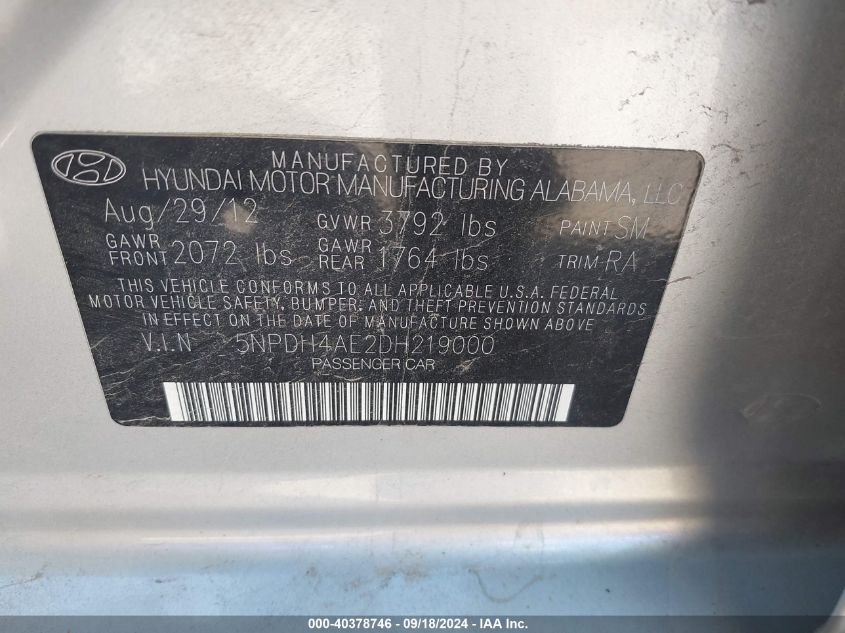 MANUFACTURED BY
HYUNDAI MOTOR MANUFACTURING ALABAMA, LLC
Aug/29/12 GVWR 3792 lbs PAINT SM
GAWR FRONT 2072 lbs GAWR REAR 1764 lbs TRIM RA
THIS VEHICLE CONFORMS TO ALL APPLICABLE U.S.A. FEDERAL
MOTOR VEHICLE SAFETY, BUMPER, AND THEFT PREVENTION STANDARDS
IN EFFECT ON THE DATE OF MANUFACTURE SHOWN ABOVE
V.I.N 5NPDH4AE2DH219000
PASSENGER CAR
000-40378746 - 09/18/2024 - IAA Inc.